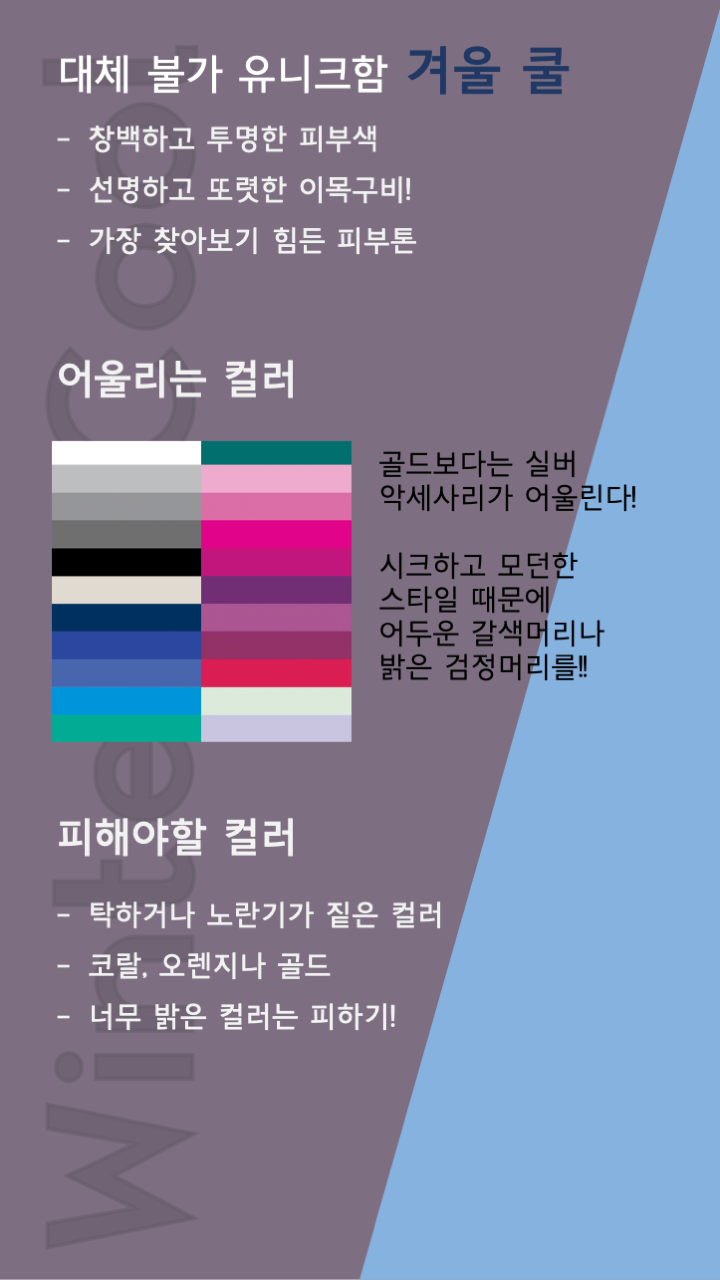 대체 불가 유니크함 겨울 쿨
- 창백하고 투명한 피부색
- 선명하고 또렷한 이목구비!
- 가장 찾아보기 힘든 피부톤
어울리는 컬러
골드보다는 실버
악세사리가 어울린다!
시크하고 모던한
스타일 때문에
어두운 갈색머리나
밝은 검정머리를!!
피해야할 컬러
- 탁하거나 노란기가 짙은 컬러
- 코랄, 오렌지나 골드
- 너무 밝은 컬러는 피하기!
Winter Cool